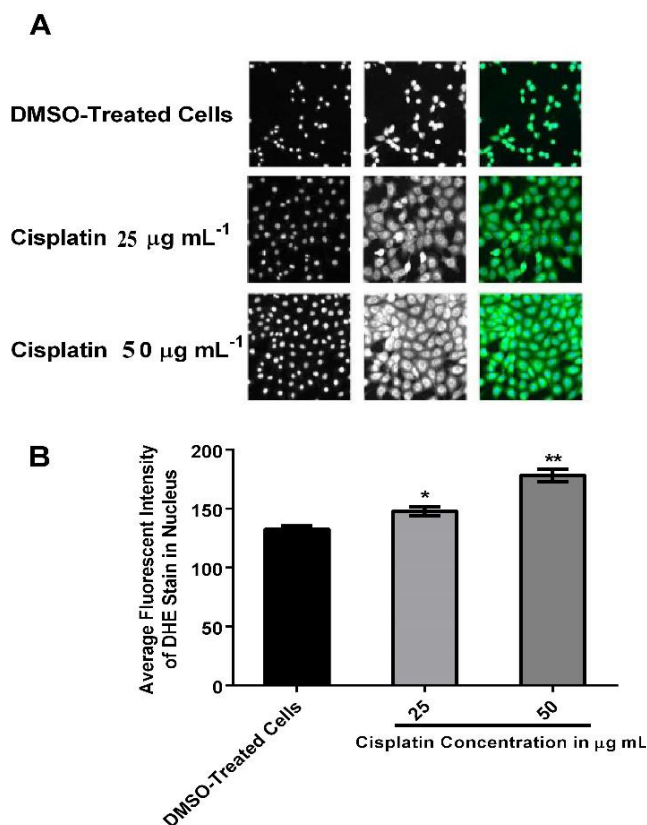 A
DMSO-Treated Cells
Cisplatin 25 µg mL⁻¹
Cisplatin 50 µg mL⁻¹
B
Average Fluorescent Intensity
of DHE Stain in Nucleus
200
150
100
50
0
*
**
DMSO-Treated Cells
25
50
Cisplatin Concentration in µg mL